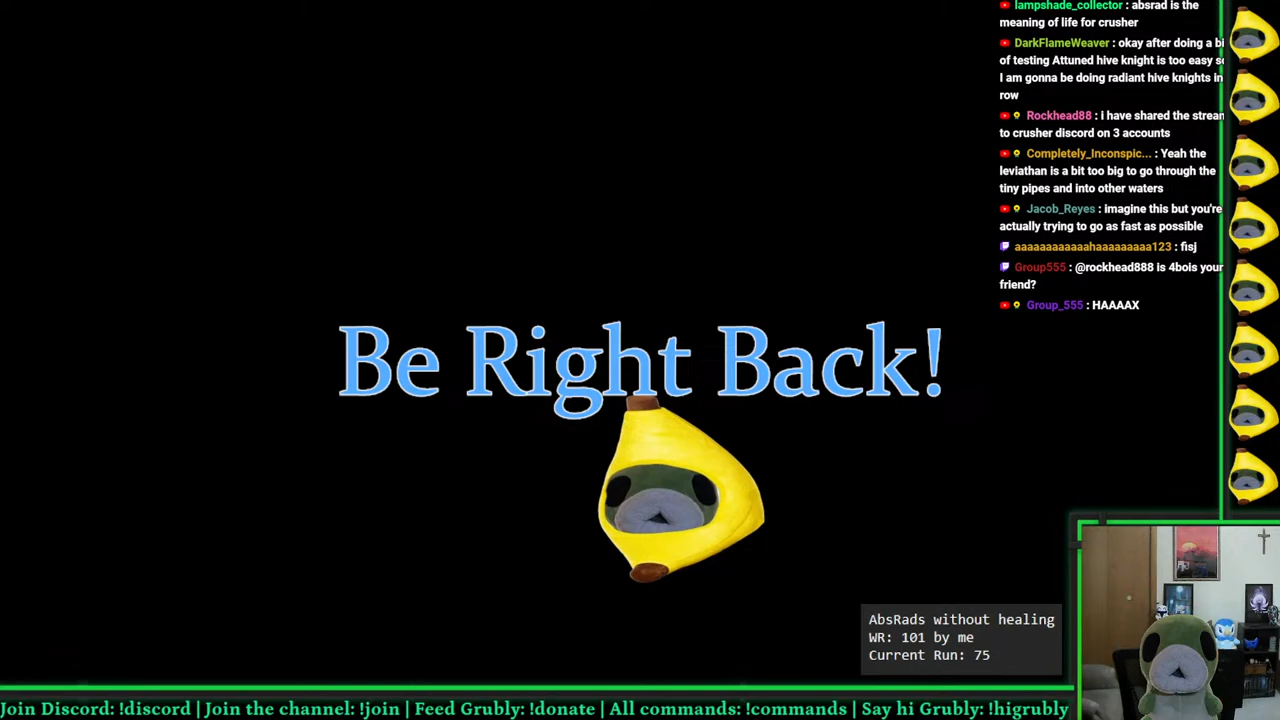 lampshade_collector : absrad is the
meaning of life for crusher
DarkFlameWeaver : okay after doing a bi
of testing Attuned hive knight is too easy so
I am gonna be doing radiant hive knights in
row
Rockhead88 : i have shared the strean
to crusher discord on 3 accounts
Completely_Inconspic... : Yeah the
leviathan is a bit too big to go through the
tiny pipes and into other waters
Jacob_Reyes : imagine this but you're
actually trying to go as fast as possible
aaaaaaaaaaaahaaaaaaaaa123 : fisj
Group555 : @rockhead888 is 4bois your
friend?
Group_555 : HAAAAX
Be Right Back!
AbsRads without healing
WR: 101 by me
Current Run: 75
Join Discord: !discord | Join the channel: !join | Feed Grubly: !donate | All commands: !commands | Say hi Grubly: !higrubly